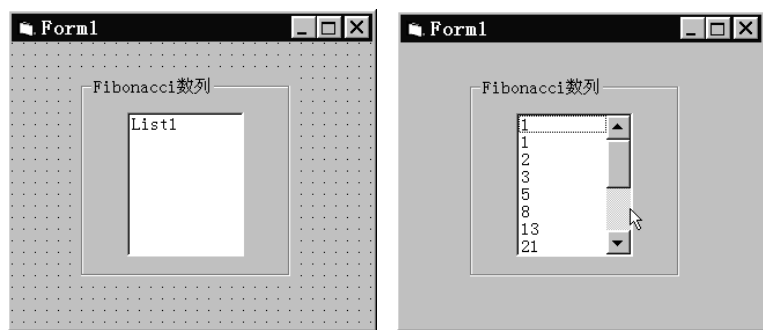 Form1
Fibonacci数列
List1
Form1
Fibonacci数列
1
1
2
3
5
8
13
21